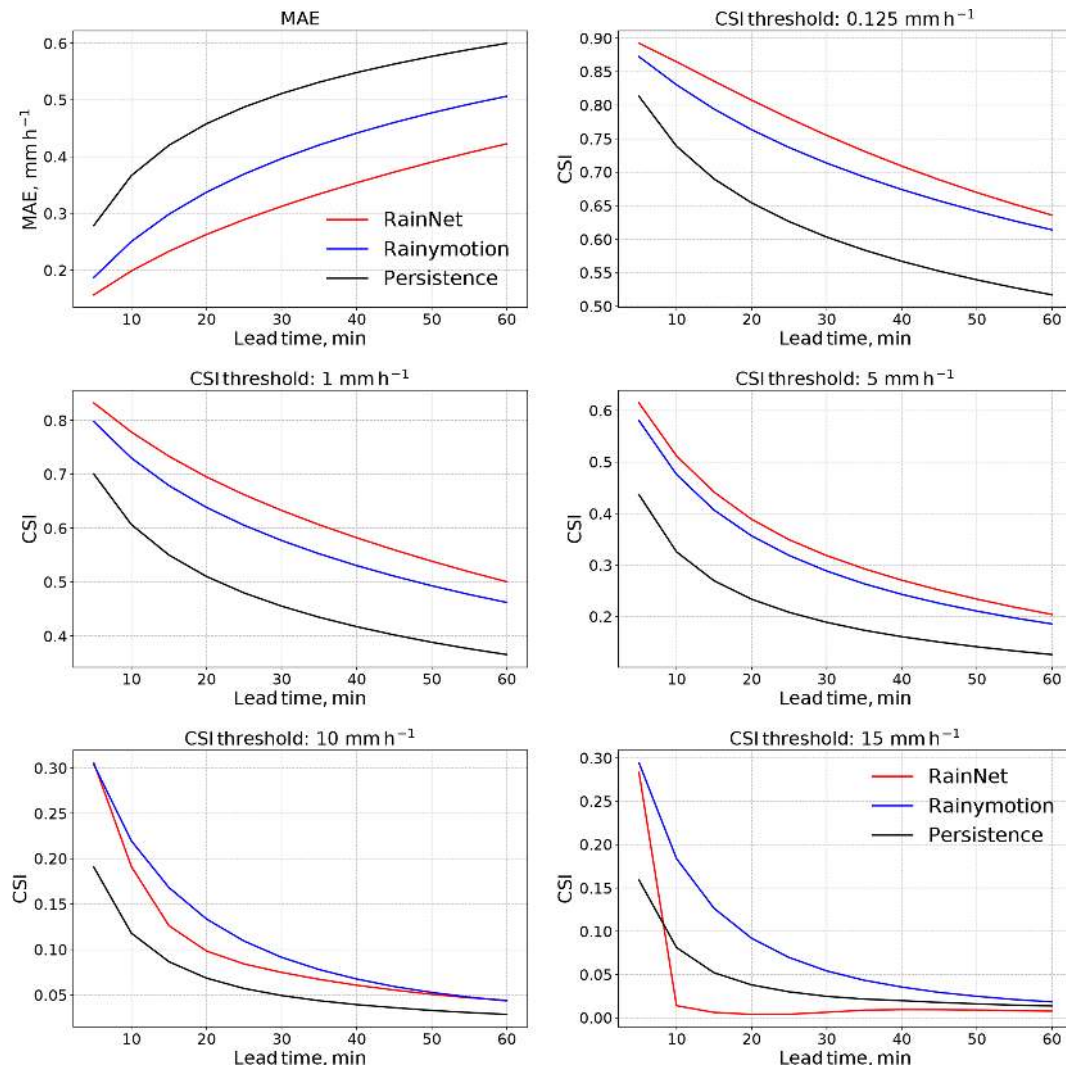 MAE
0.6
0.5
0.4
0.3
0.2
MAE, mm h⁻¹
RainNet
Rainymotion
Persistence
10 20 30 40 50 60
Lead time, min
CSI threshold: 0.125 mm h⁻¹
0.90
0.85
0.80
0.75
0.70
0.65
0.60
0.55
0.50
CSI
10 20 30 40 50 60
Lead time, min
CSI threshold: 1 mm h⁻¹
0.8
0.7
0.6
0.5
0.4
CSI
10 20 30 40 50 60
Lead time, min
CSI threshold: 5 mm h⁻¹
0.6
0.5
0.4
0.3
0.2
CSI
10 20 30 40 50 60
Lead time, min
CSI threshold: 10 mm h⁻¹
0.30
0.25
0.20
0.15
0.10
0.05
CSI
10 20 30 40 50 60
Lead time, min
CSI threshold: 15 mm h⁻¹
0.30
0.25
0.20
0.15
0.10
0.05
0.00
CSI
RainNet
Rainymotion
Persistence
10 20 30 40 50 60
Lead time, min